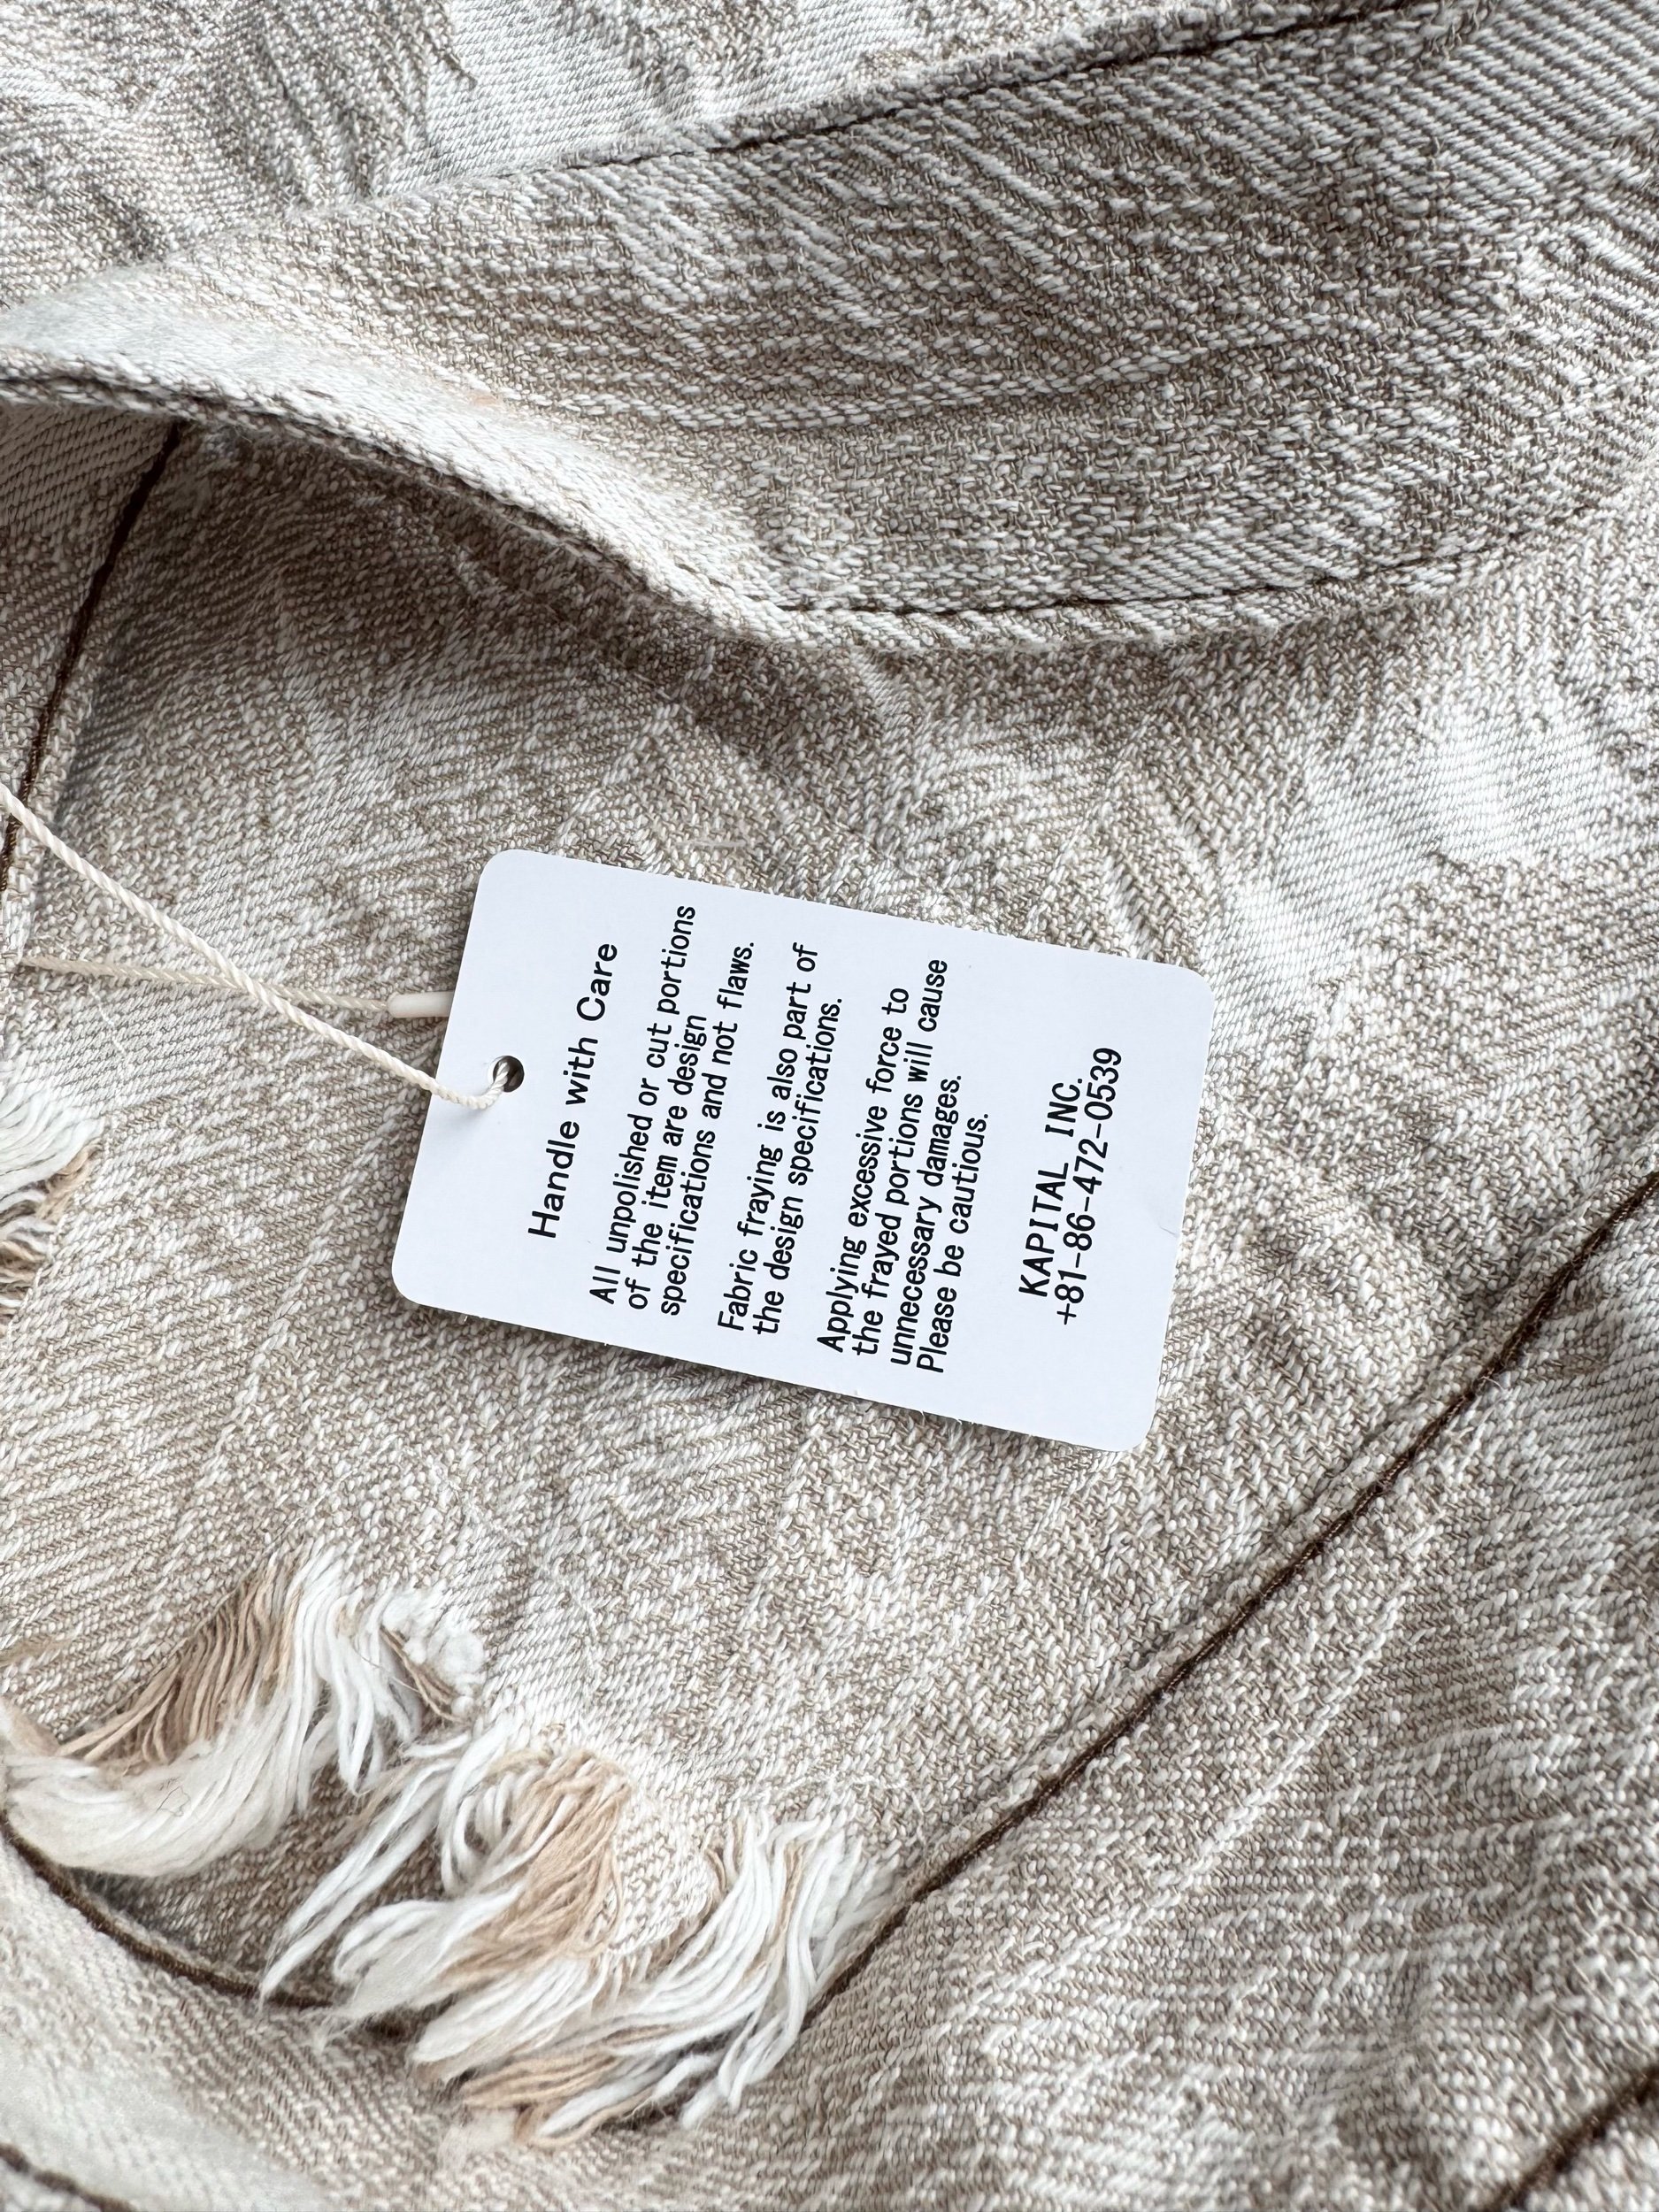 Handle with Care
All unpolished or cut portions
of the item are design
specifications and not flaws.
Fabric fraying is also part of
the design specifications.
Applying excessive force to
the frayed portions will cause
unnecessary damages.
Please be cautious.
KAPITAL INC.
+81-86-472-0539